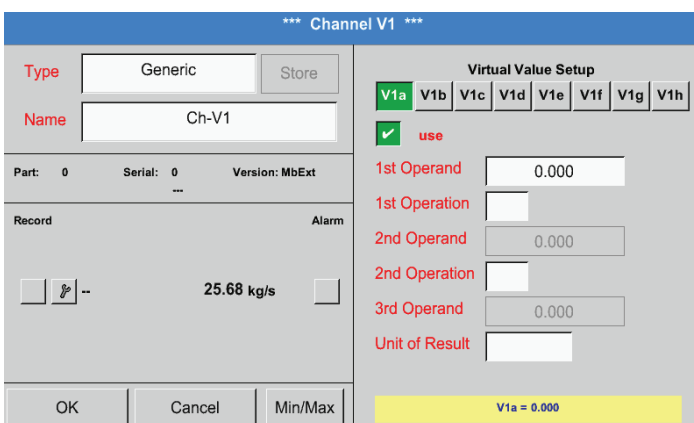 *** Channel V1 ***
Type Generic Store
Name Ch-V1
Part: 0 Serial: 0 Version: MbExt
---
Record Alarm
-- 25.68 kg/s
OK Cancel Min/Max
Virtual Value Setup
V1a V1b V1c V1d V1e V1f V1g V1h
use
1st Operand 0.000
1st Operation
2nd Operand 0.000
2nd Operation
3rd Operand 0.000
Unit of Result
V1a = 0.000